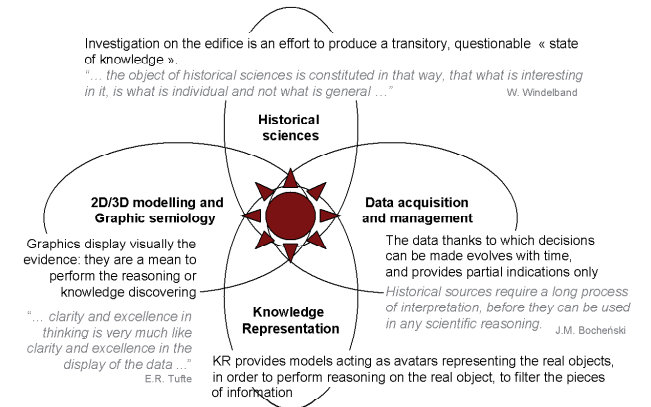 Investigation on the edifice is an effort to produce a transitory, questionable « state
of knowledge ».
“… the object of historical sciences is constituted in that way, that what is interesting
in it, is what is individual and not what is general …”
W. Windelband
Historical
sciences
2D/3D modelling and
Graphic semiology
Data acquisition
and management
Graphics display visually the
evidence: they are a mean to
perform the reasoning or
knowledge discovering
The data thanks to which decisions
can be made evolves with time,
and provides partial indications only
Historical sources require a long process
of interpretation, before they can be used
in any scientific reasoning.
J.M. Bocheński
“… clarity and excellence in
thinking is very much like
clarity and excellence in the
display of the data ...”
E.R. Tufte
Knowledge
Representation
KR provides models acting as avatars representing the real objects,
in order to perform reasoning on the real object, to filter the pieces
of information